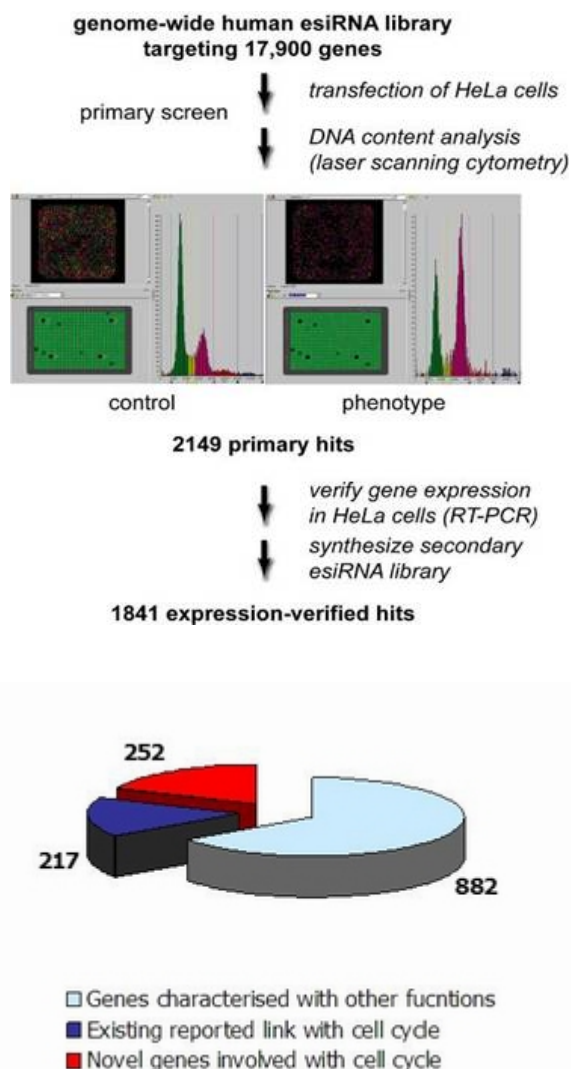 genome-wide human esiRNA library
targeting 17,900 genes
transfection of HeLa cells
primary screen
DNA content analysis
(laser scanning cytometry)
control
phenotype
2149 primary hits
verify gene expression
in HeLa cells (RT-PCR)
synthesize secondary
esiRNA library
1841 expression-verified hits
252
217
882
Genes characterised with other fucntions
Existing reported link with cell cycle
Novel genes involved with cell cycle